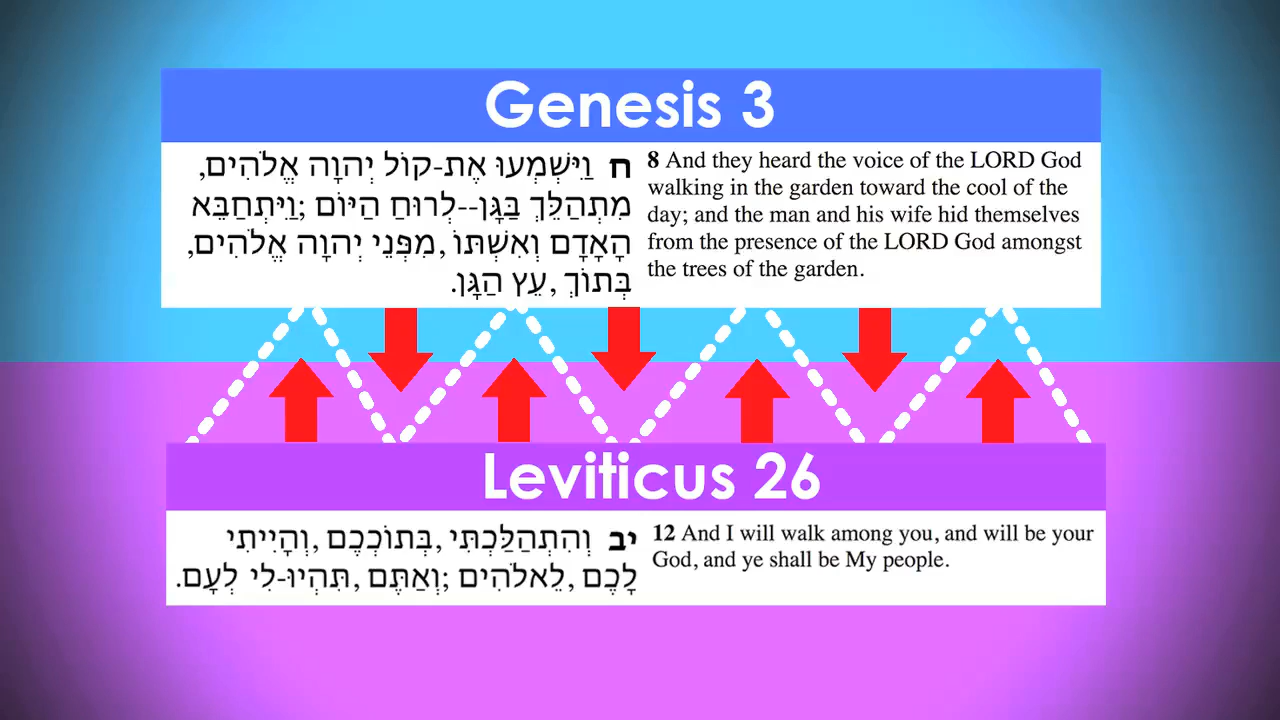 Genesis 3
ח וַיִּשְׁמְעוּ אֶת-קוֹל יְהוָה אֱלֹהִים,
מִתְהַלֵּךְ בַּגָּן--לְרוּחַ הַיּוֹם ;וַיִּתְחַבֵּא
הָאָדָם וְאִשְׁתּוֹ ,מִפְּנֵי יְהוָה אֱלֹהִים,
בְּתוֹךְ ,עֵץ הַגָּן.
8 And they heard the voice of the LORD God
walking in the garden toward the cool of the
day; and the man and his wife hid themselves
from the presence of the LORD God amongst
the trees of the garden.
Leviticus 26
יב וְהִתְהַלַּכְתִּי ,בְּתוֹכְכֶם ,וְהָיִיתִי
לָכֶם ,לֵאלֹהִים ;וְאַתֶּם ,תִּהְיוּ-לִי לְעָם.
12 And I will walk among you, and will be your
God, and ye shall be My people.